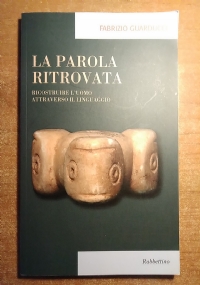 FABRIZIO
LA PAROLA
RITROVATA
RICOSTRUIRE L'UOMO
ATTRAVERSO IL LINGUAGGIO
Rubbettino